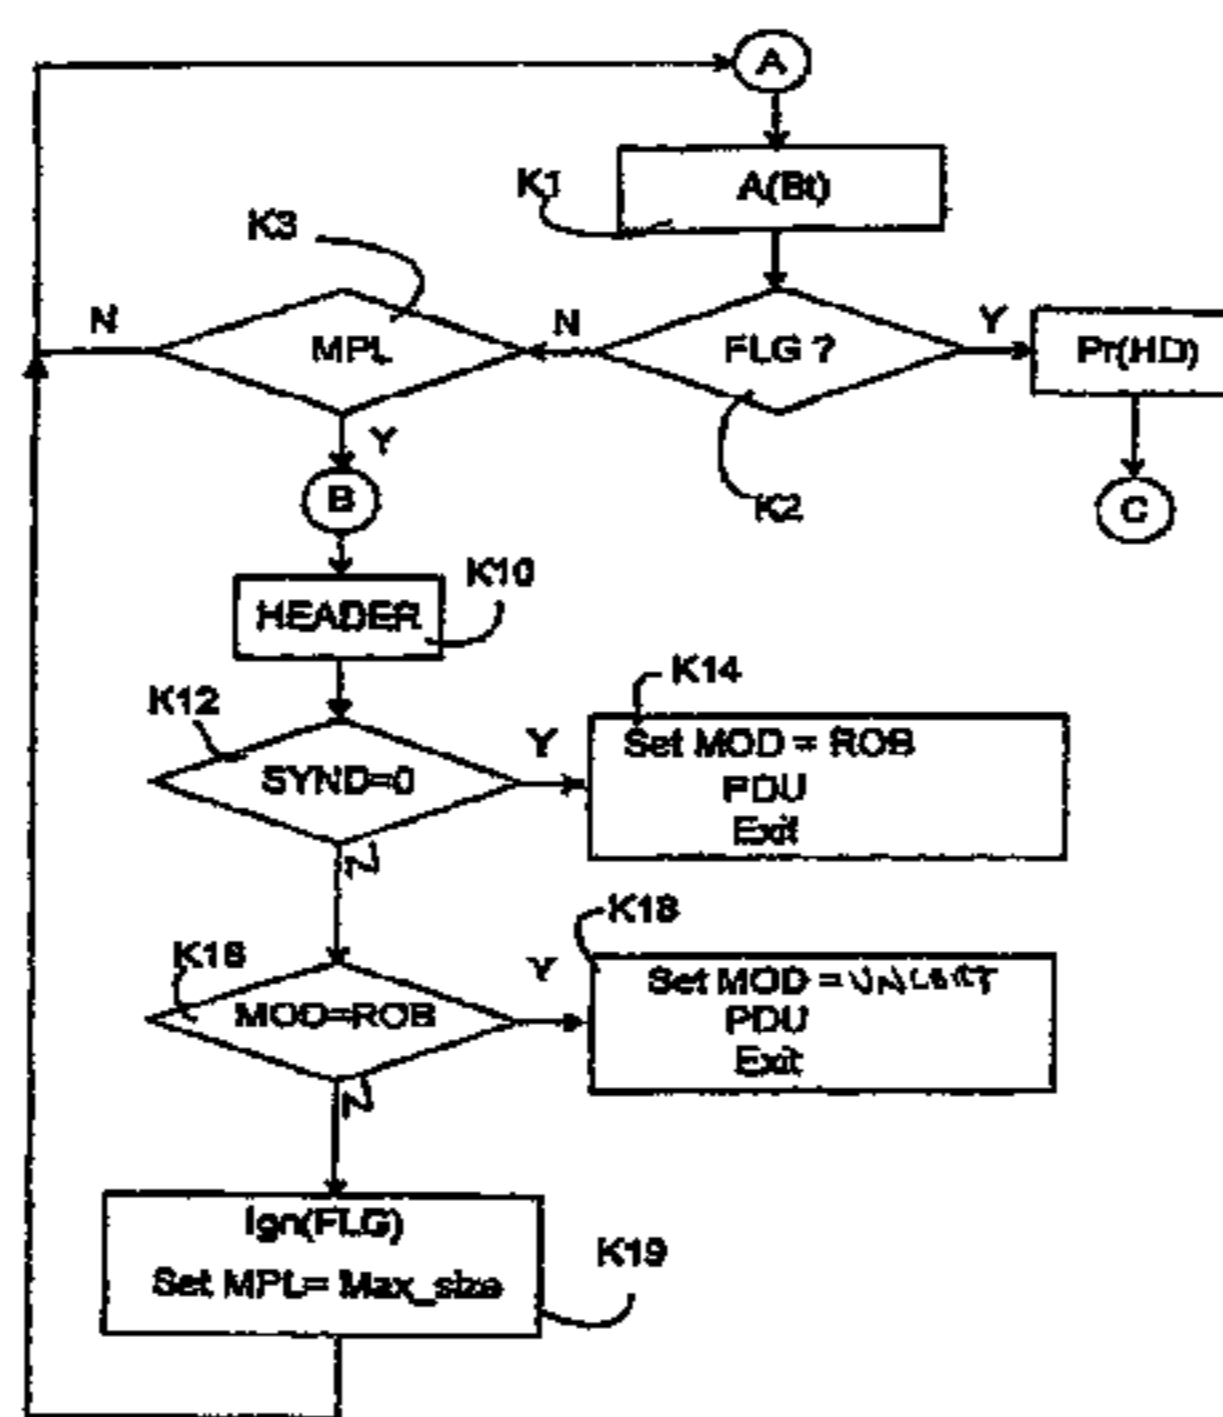 A
K1
A(Bt)
K3
N
MPL
N
FLG ?
Y
Pr(HD)
Y
B
K2
C
K10
HEADER
K12
K14
SYND=0
Y
Set MOD = ROB
PDU
Exit
N
K16
K18
MOD=ROB
Y
Set MOD =
PDU
Exit
N
Ign(FLG)
Set MPL= Max_size
K19